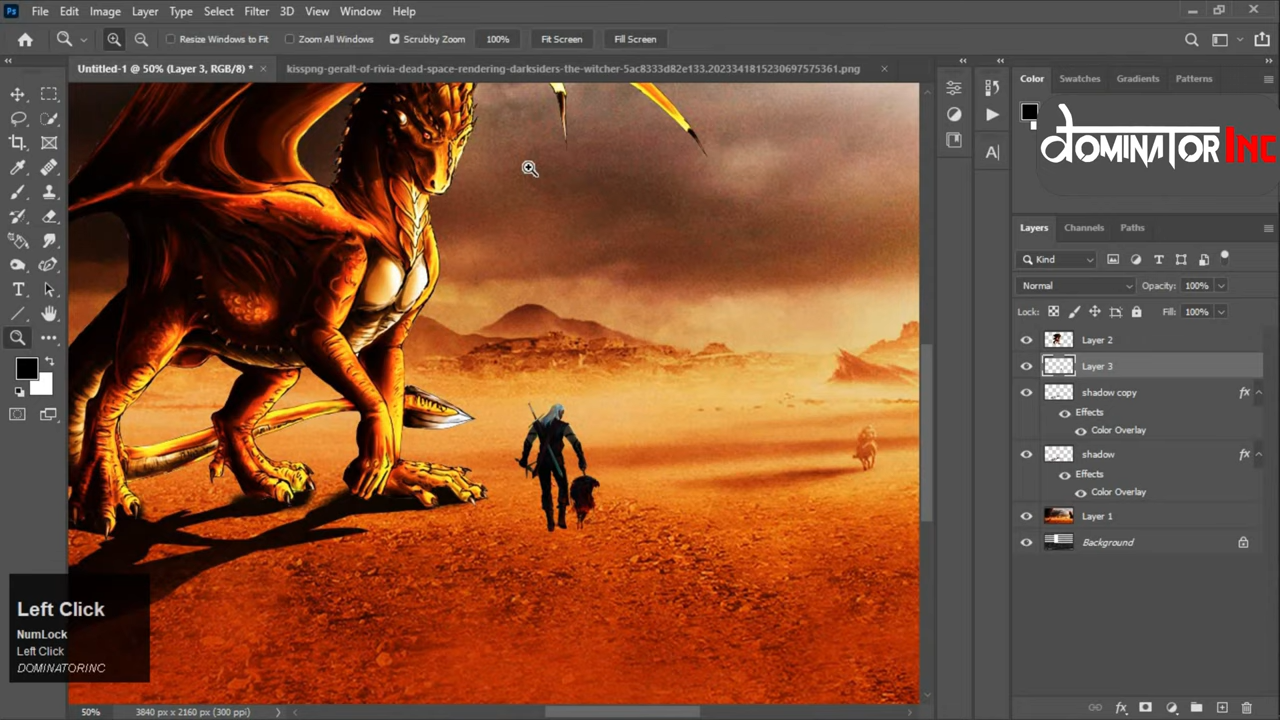 Ps File Edit Image Layer Type Select Filter 3D View Window Help
Resize Windows to Fit Zoom All Windows Scrubby Zoom 100% Fit Screen Fill Screen
Untitled-1 @ 50% (Layer 3, RGB/8) * × kisspng-geralt-of-rivia-dead-space-rendering-darksiders-the-witcher-5ac8333d82e133.2023341815230697575361.png ×
Color Swatches Gradients Patterns
DOMINATOR INC
Layers Channels Paths
Kind
Normal Opacity: 100%
Lock: Fill: 100%
Layer 2
Layer 3
shadow copy fx
Effects
Color Overlay
shadow fx
Effects
Color Overlay
Layer 1
Background
Left Click
NumLock
Left Click
DOMINATORINC
50% 3840 px x 2160 px (300 ppi)
fx